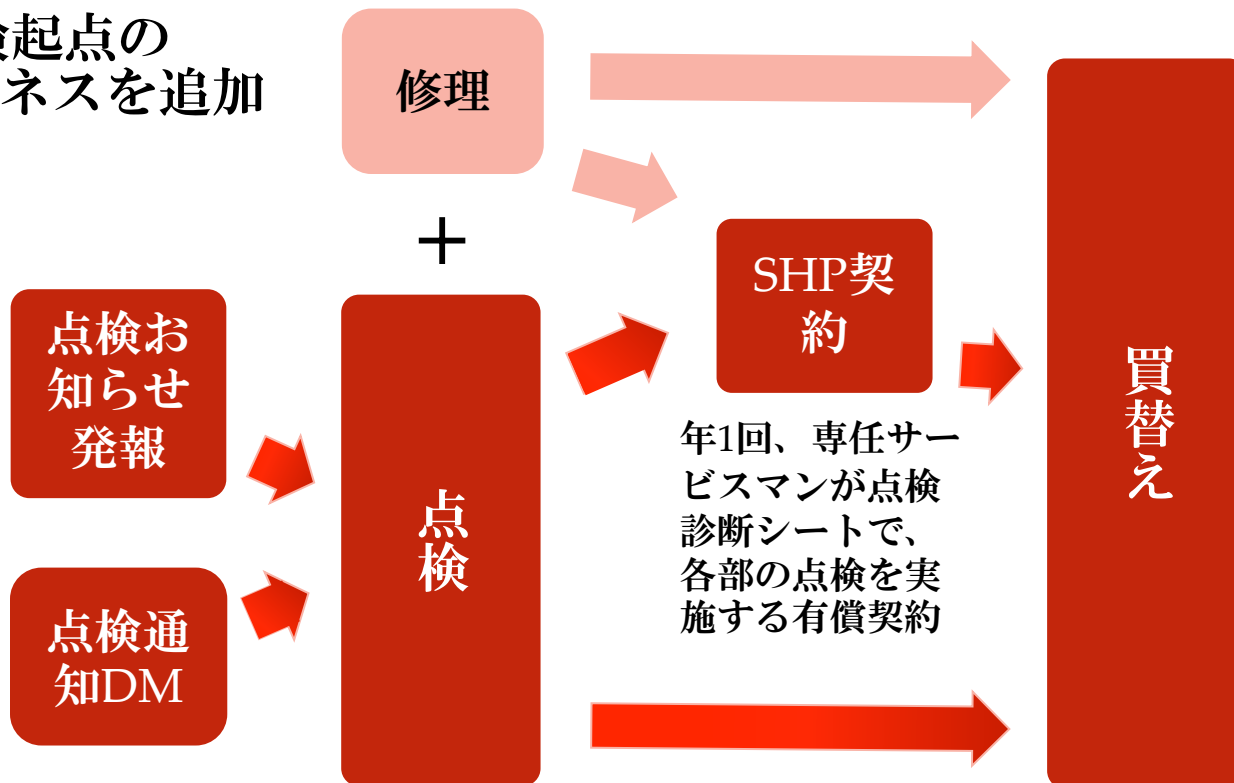 検起点の
ネスを追加
修理
+
点検お
知らせ
発報
点検通
知DM
点検
SHP契
約
年1回、専任サー
ビスマンが点検
診断シートで、
各部の点検を実
施する有償契約
買替え